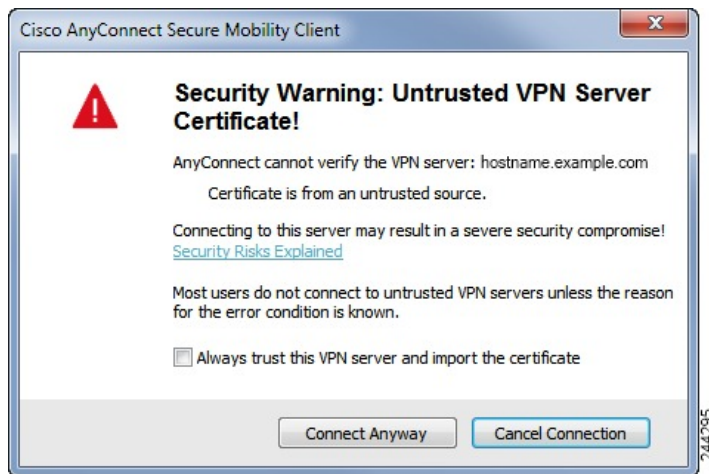 Cisco AnyConnect Secure Mobility Client
Security Warning: Untrusted VPN Server
Certificate!
AnyConnect cannot verify the VPN server: hostname.example.com
Certificate is from an untrusted source.
Connecting to this server may result in a severe security compromise!
Security Risks Explained
Most users do not connect to untrusted VPN servers unless the reason
for the error condition is known.
Always trust this VPN server and import the certificate
Connect Anyway
Cancel Connection
244295